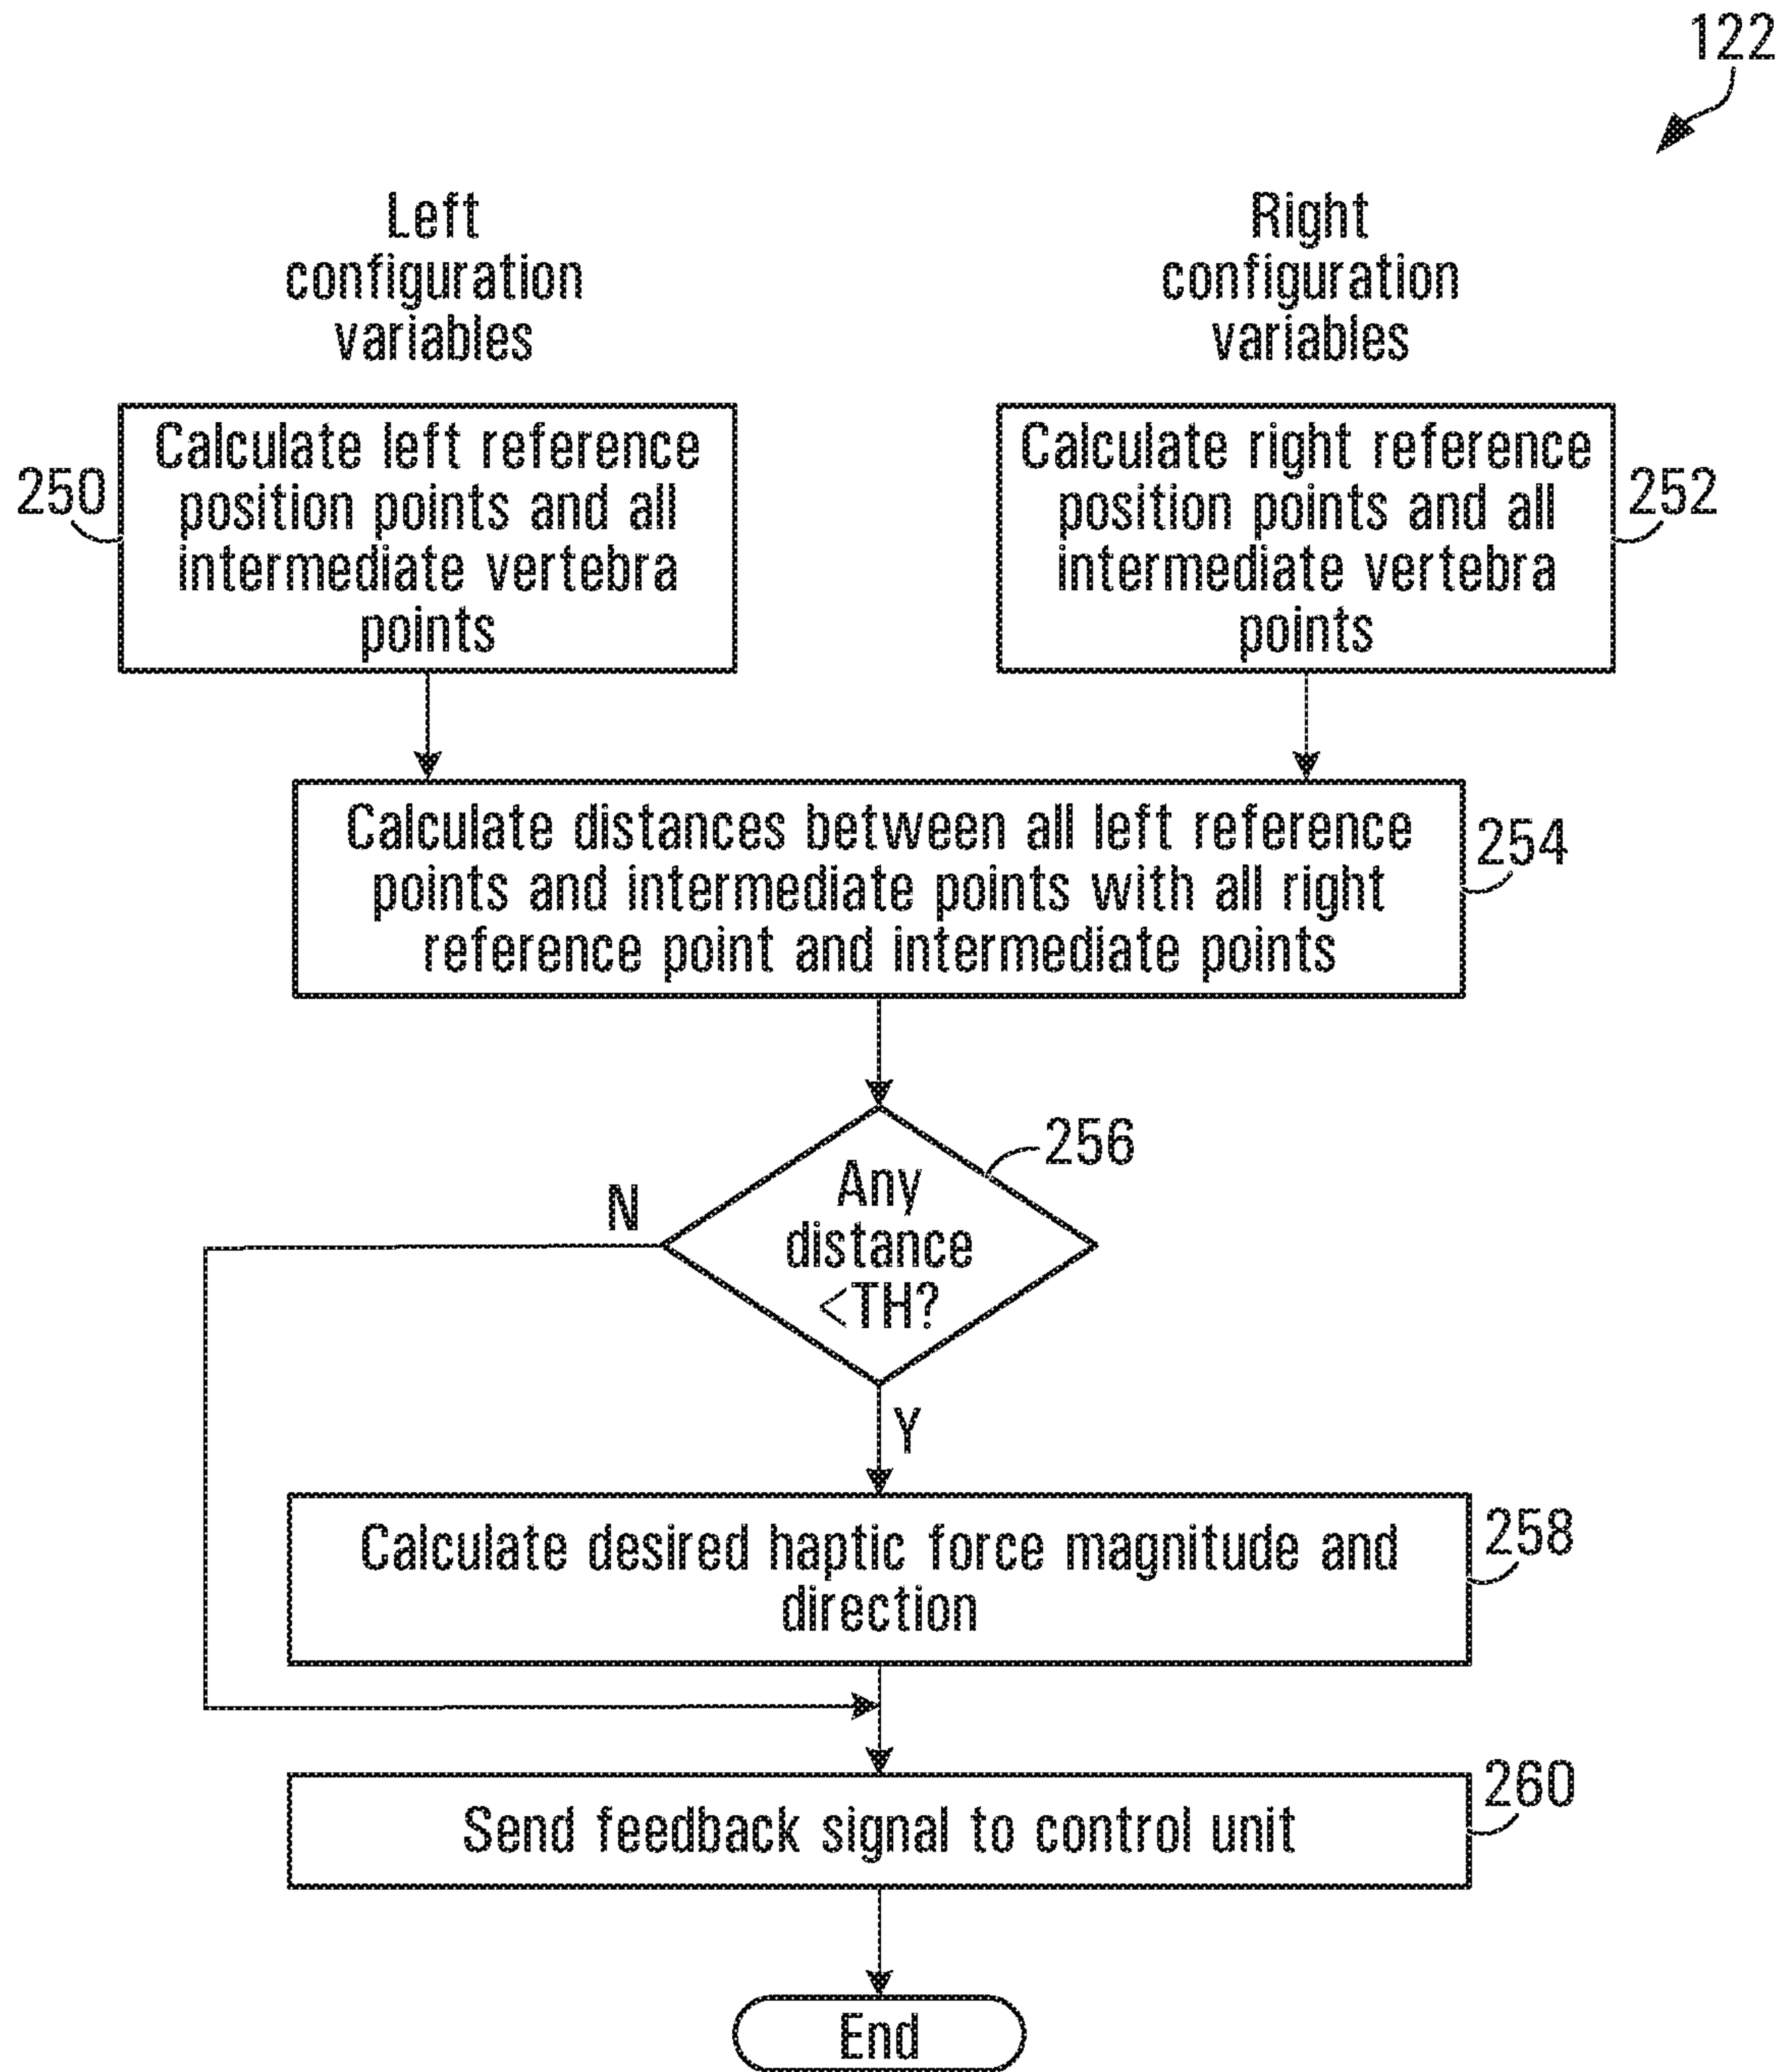 122
Left
configuration
variables
Right
configuration
variables
250
Calculate left reference
position points and all
intermediate vertebra
points
Calculate right reference
position points and all
intermediate vertebra
points
252
Calculate distances between all left reference
points and intermediate points with all right
reference point and intermediate points
254
256
Any
distance
<TH?
N
Y
Calculate desired haptic force magnitude and
direction
258
Send feedback signal to control unit
260
End